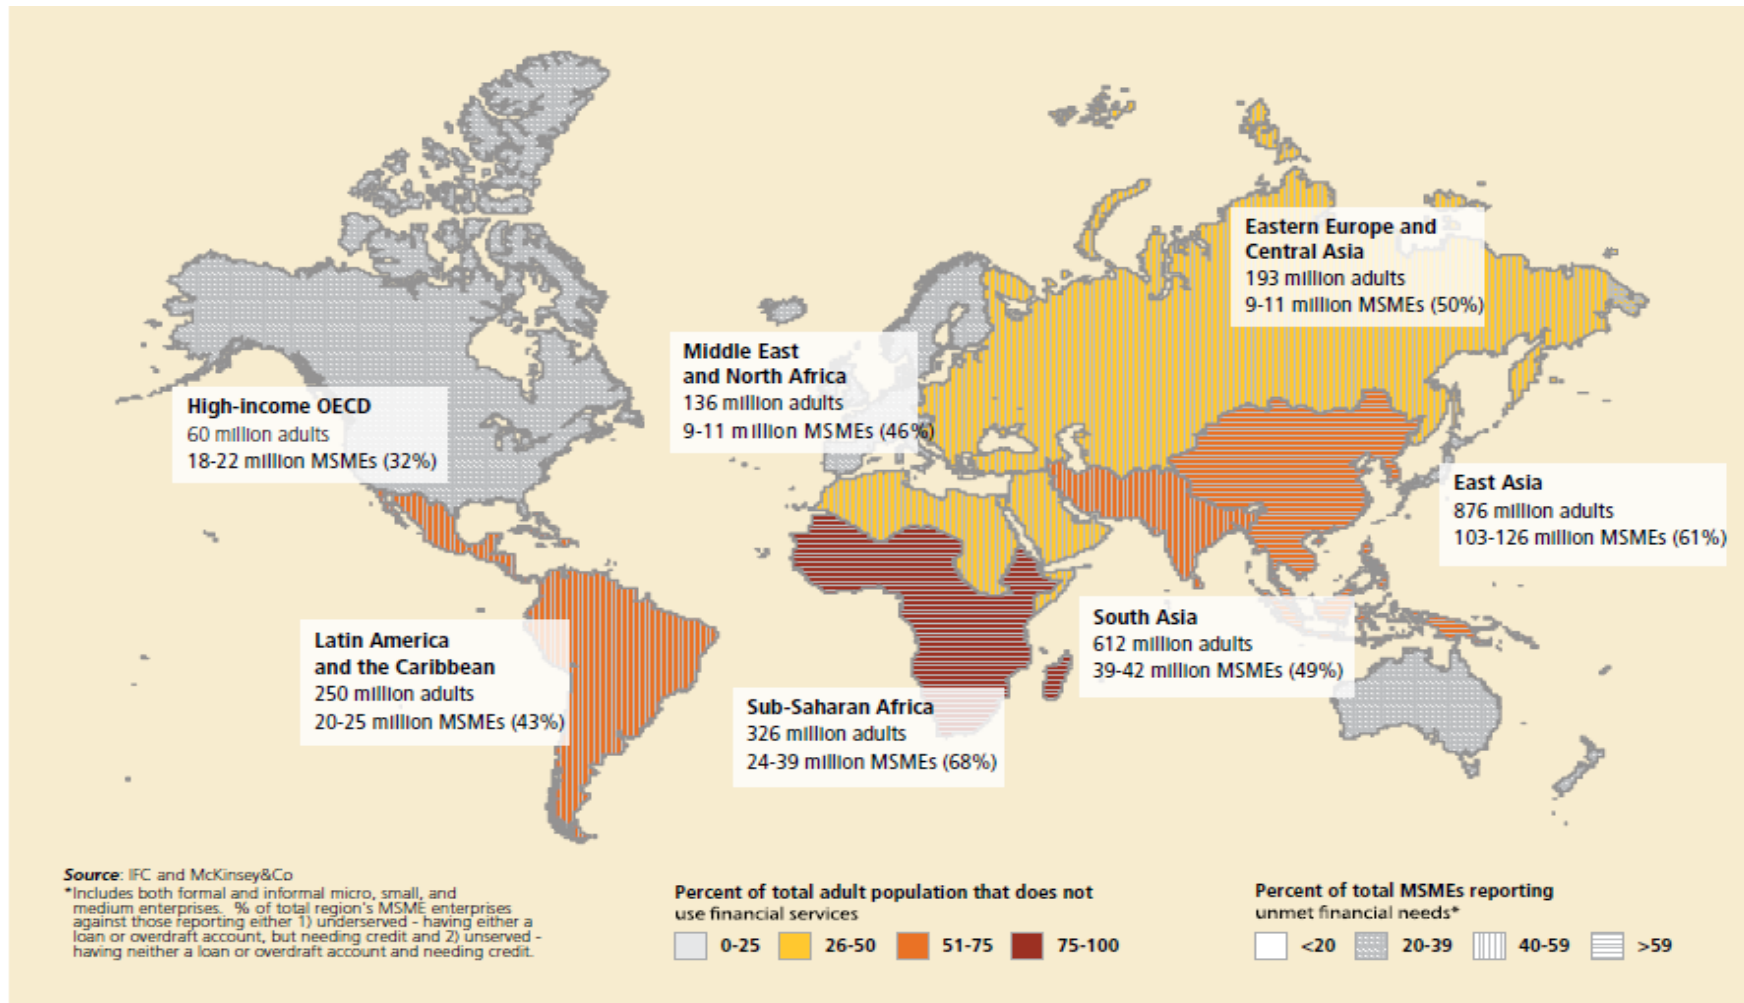 Eastern Europe and
Central Asia
193 million adults
9-11 million MSMEs (50%)
Middle East
and North Africa
136 million adults
9-11 million MSMEs (46%)
High-income OECD
60 million adults
18-22 million MSMEs (32%)
East Asia
876 million adults
103-126 million MSMEs (61%)
South Asia
612 million adults
39-42 million MSMEs (49%)
Latin America
and the Caribbean
250 million adults
20-25 million MSMEs (43%)
Sub-Saharan Africa
326 million adults
24-39 million MSMEs (68%)
Source: IFC and McKinsey&Co
*Includes both formal and informal micro, small, and
medium enterprises. % of total region's MSME enterprises
against those reporting either 1) underserved - having either a
loan or overdraft account, but needing credit and 2) unserved -
having neither a loan or overdraft account and needing credit.
Percent of total adult population that does not
use financial services
0-25 26-50 51-75 75-100
Percent of total MSMEs reporting
unmet financial needs*
<20 20-39 40-59 >59